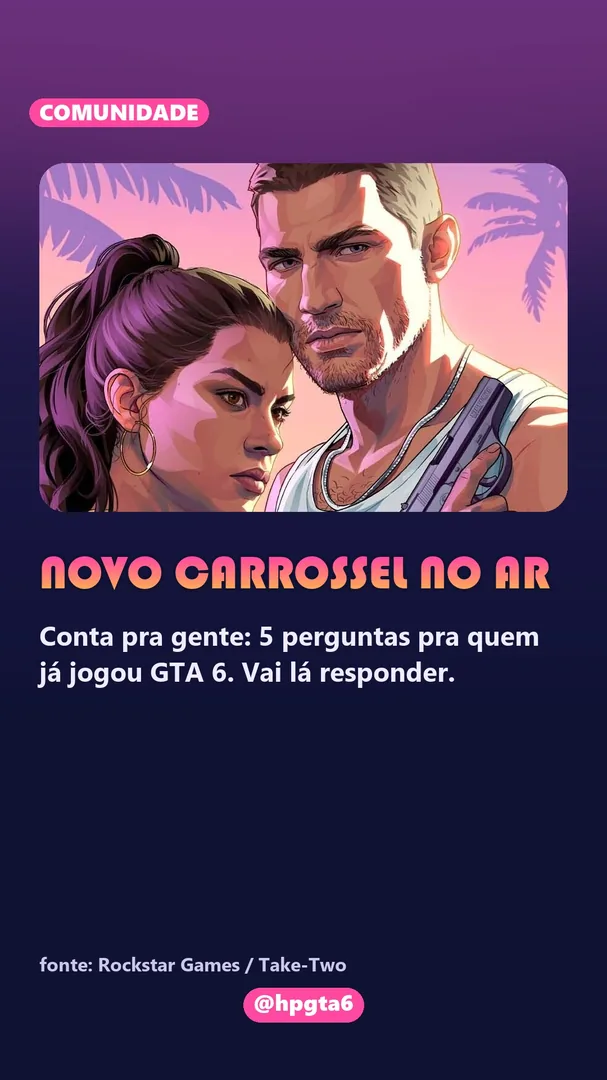 COMUNIDADE
NOVO CARROSSEL NO AR
Conta pra gente: 5 perguntas pra quem
já jogou GTA 6. Vai lá responder.
fonte: Rockstar Games / Take-Two
@hpgta6